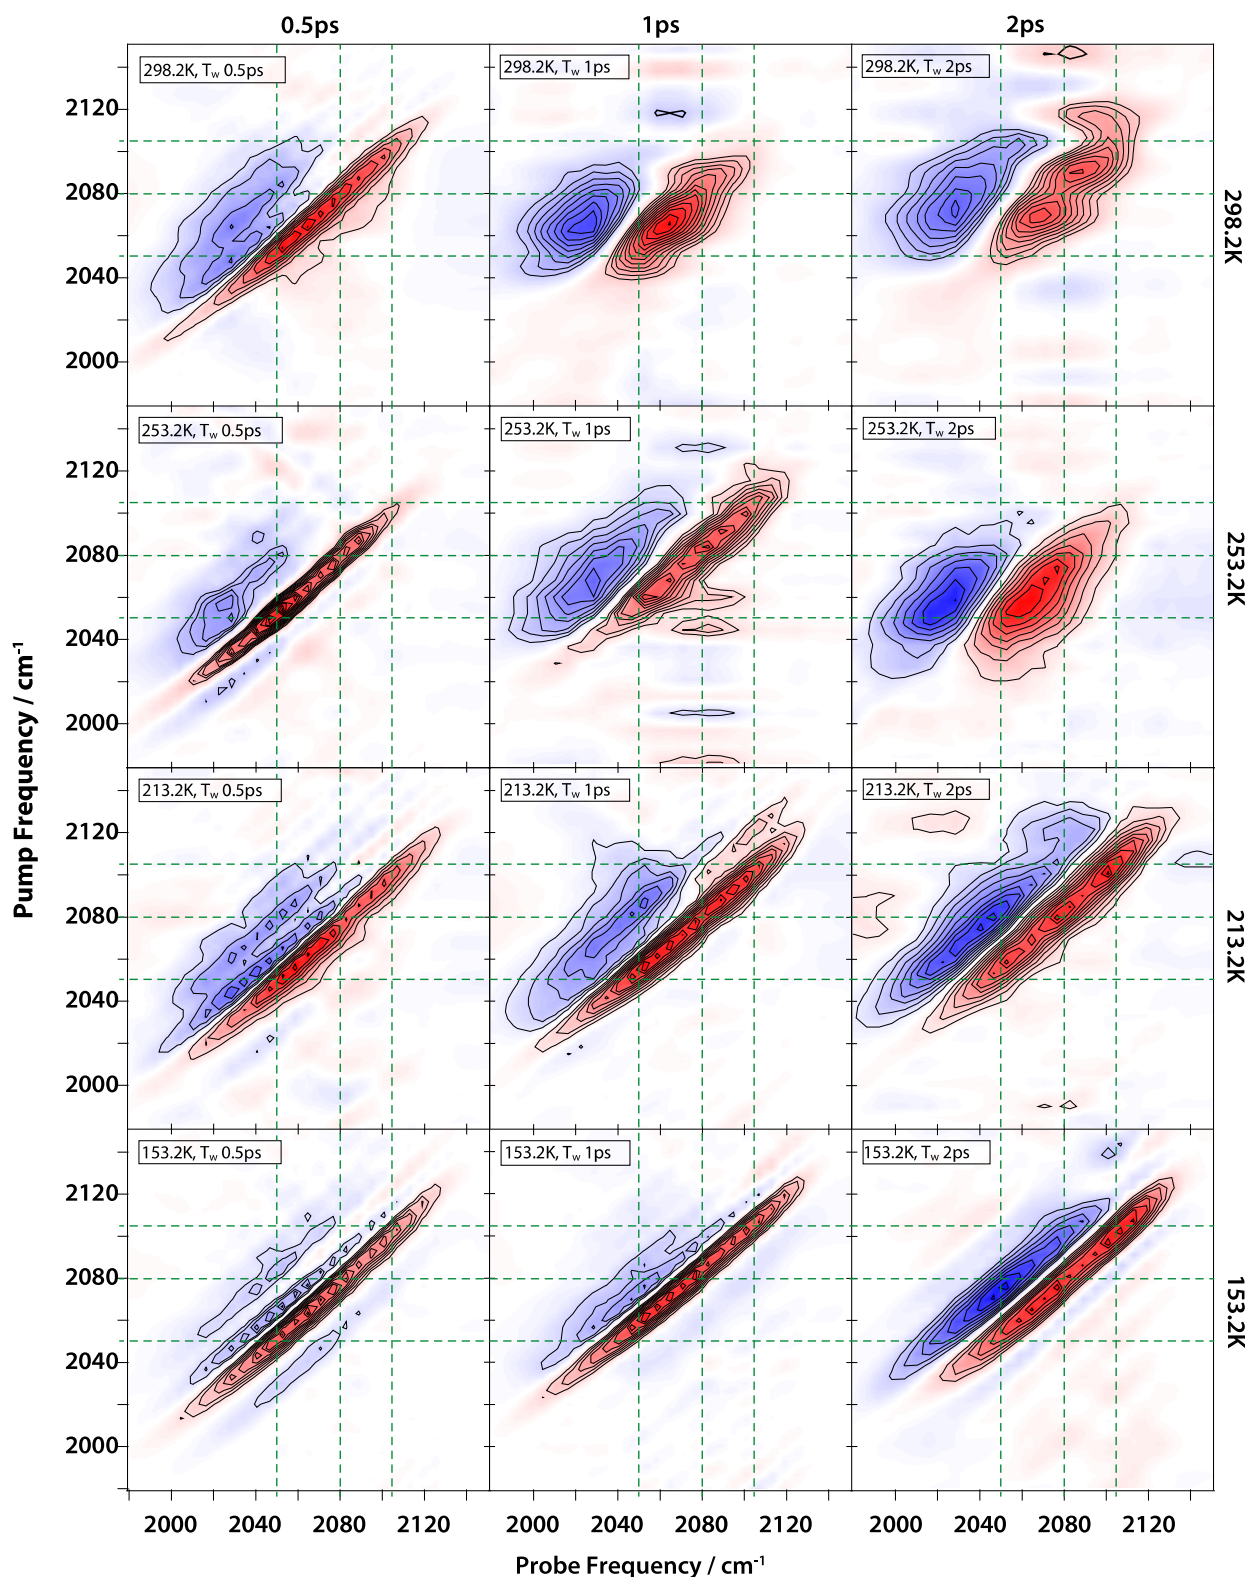 0.5ps 1ps 2ps
298.2K, Tw 0.5ps 298.2K, Tw 1ps 298.2K, Tw 2ps
2120
2080
2040
2000
298.2K
253.2K, Tw 0.5ps 253.2K, Tw 1ps 253.2K, Tw 2ps
2120
2080
2040
2000
253.2K
Pump Frequency / cm-1
213.2K, Tw 0.5ps 213.2K, Tw 1ps 213.2K, Tw 2ps
2120
2080
2040
2000
213.2K
153.2K, Tw 0.5ps 153.2K, Tw 1ps 153.2K, Tw 2ps
2120
2080
2040
2000
153.2K
2000 2040 2080 2120 2000 2040 2080 2120 2000 2040 2080 2120
Probe Frequency / cm-1